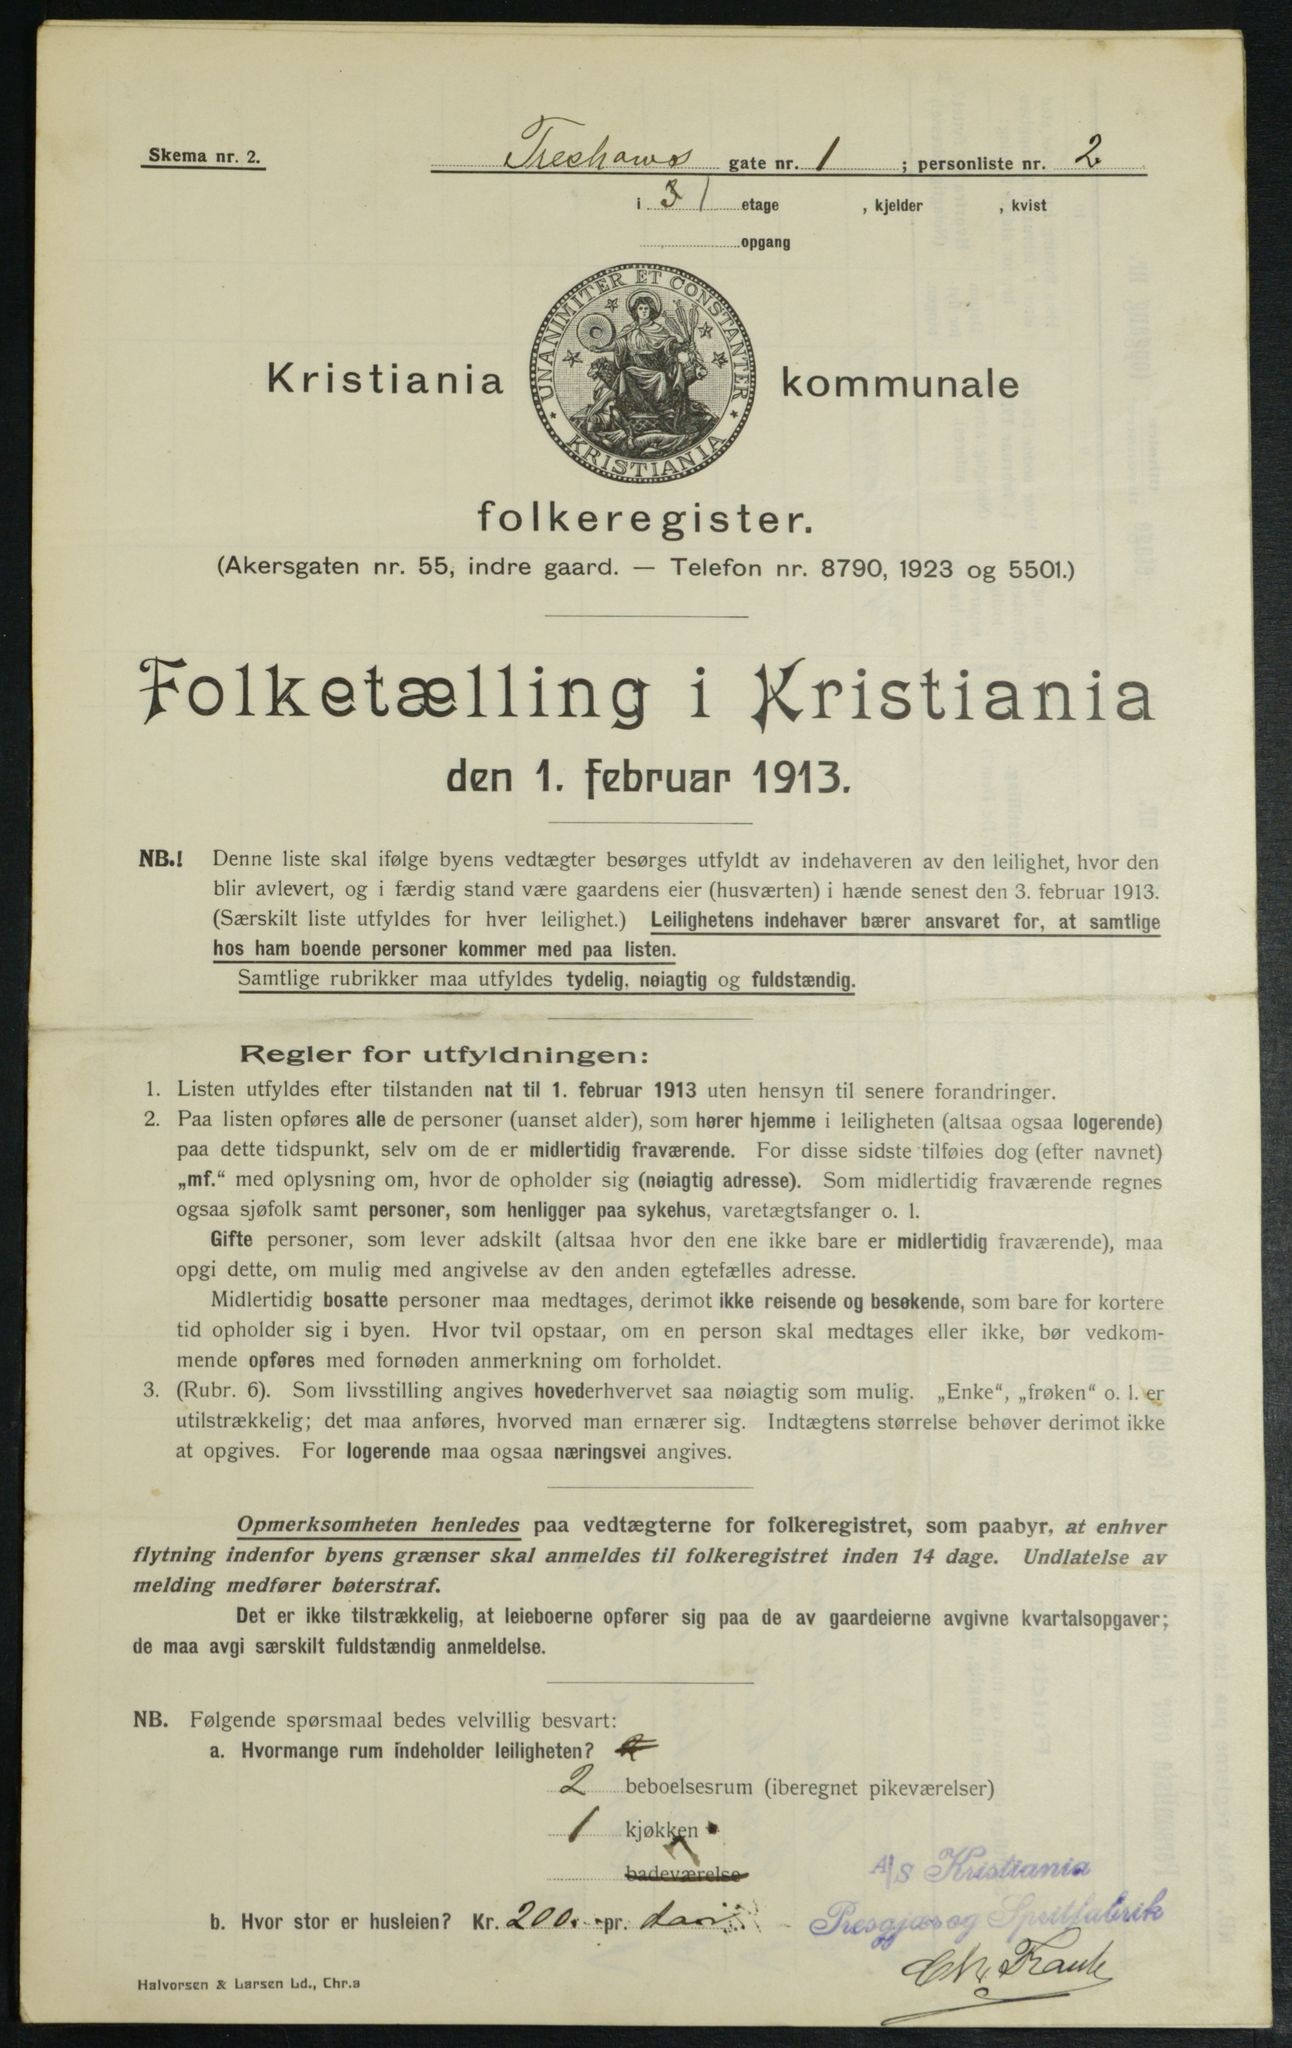 Skema nr. 2.
Treschows gate nr. 1 ; personliste nr. 2
i 3 1 etage , kjelder , kvist
opgang
UNANIMITER ET CONSTANTER
KRISTIANIA
Kristiania kommunale
folkeregister.
(Akersgaten nr. 55, indre gaard. — Telefon nr. 8790, 1923 og 5501.)
Folketælling i Kristiania
den 1. februar 1913.
NB.! Denne liste skal ifølge byens vedtægter besørges utfyldt av indehaveren av den leilighet, hvor den
blir avlevert, og i færdig stand være gaardens eier (husværten) i hænde senest den 3. februar 1913.
(Særskilt liste utfyldes for hver leilighet.) Leilighetens indehaver bærer ansvaret for, at samtlige
hos ham boende personer kommer med paa listen.
Samtlige rubrikker maa utfyldes tydelig, nøiagtig og fuldstændig.
Regler for utfyldningen:
1. Listen utfyldes efter tilstanden nat til 1. februar 1913 uten hensyn til senere forandringer.
2. Paa listen opføres alle de personer (uanset alder), som hører hjemme i leiligheten (altsaa ogsaa logerende)
paa dette tidspunkt, selv om de er midlertidig fraværende. For disse sidste tilføies dog (efter navnet)
„mf.“ med oplysning om, hvor de opholder sig (nøiagtig adresse). Som midlertidig fraværende regnes
ogsaa sjøfolk samt personer, som henligger paa sykehus, varetægtsfanger o. l.
Gifte personer, som lever adskilt (altsaa hvor den ene ikke bare er midlertidig fraværende), maa
opgi dette, om mulig med angivelse av den anden egtefælles adresse.
Midlertidig bosatte personer maa medtages, derimot ikke reisende og besøkende, som bare for kortere
tid opholder sig i byen. Hvor tvil opstaar, om en person skal medtages eller ikke, bør vedkom-
mende opføres med fornøden anmerkning om forholdet.
3. (Rubr. 6). Som livsstilling angives hovederhvervet saa nøiagtig som mulig. „Enke“, „frøken“ o. l. er
utilstrækkelig; det maa anføres, hvorved man ernærer sig. Indtægtens størrelse behøver derimot ikke
at opgives. For logerende maa ogsaa næringsvei angives.
Opmerksomheten henledes paa vedtægterne for folkeregistret, som paabyr, at enhver
flytning indenfor byens grænser skal anmeldes til folkeregistret inden 14 dage. Undlatelse av
melding medfører bøterstraf.
Det er ikke tilstrækkelig, at leieboerne opfører sig paa de av gaardeierne avgivne kvartalsopgaver;
de maa avgi særskilt fuldstændig anmeldelse.
NB. Følgende spørsmaal bedes velvillig besvart:
a. Hvormange rum indeholder leiligheten?
2 beboelsesrum (iberegnet pikeværelser)
1 kjøkken
badeværelse
A/S Kristiania
b. Hvor stor er husleien? Kr. 200.- pr.
Presgjær og Spritfabrik
Halvorsen & Larsen Ld., Chr.a